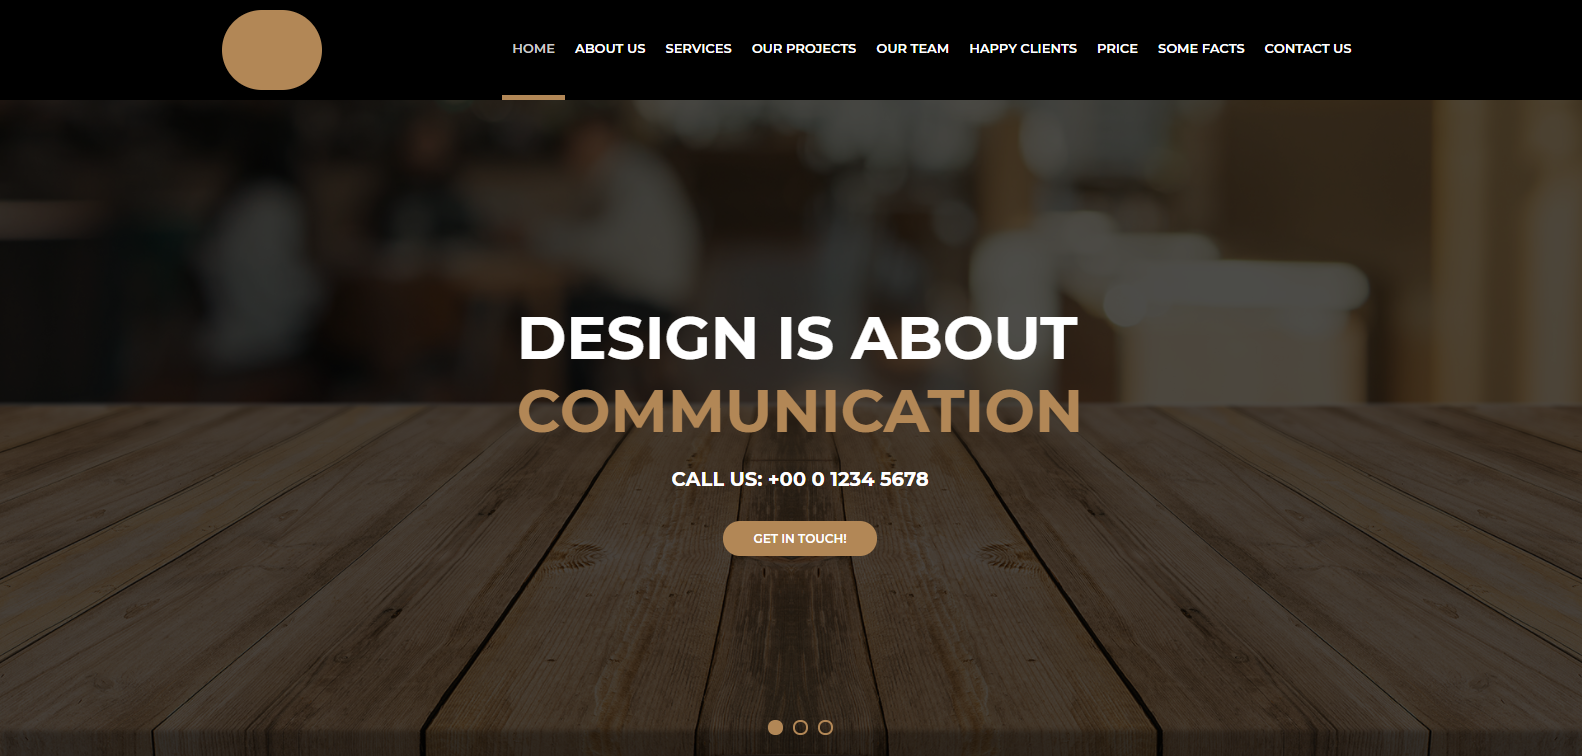 HOME ABOUT US SERVICES OUR PROJECTS OUR TEAM HAPPY CLIENTS PRICE SOME FACTS CONTACT US
DESIGN IS ABOUT
COMMUNICATION
CALL US: +00 0 1234 5678
GET IN TOUCH!